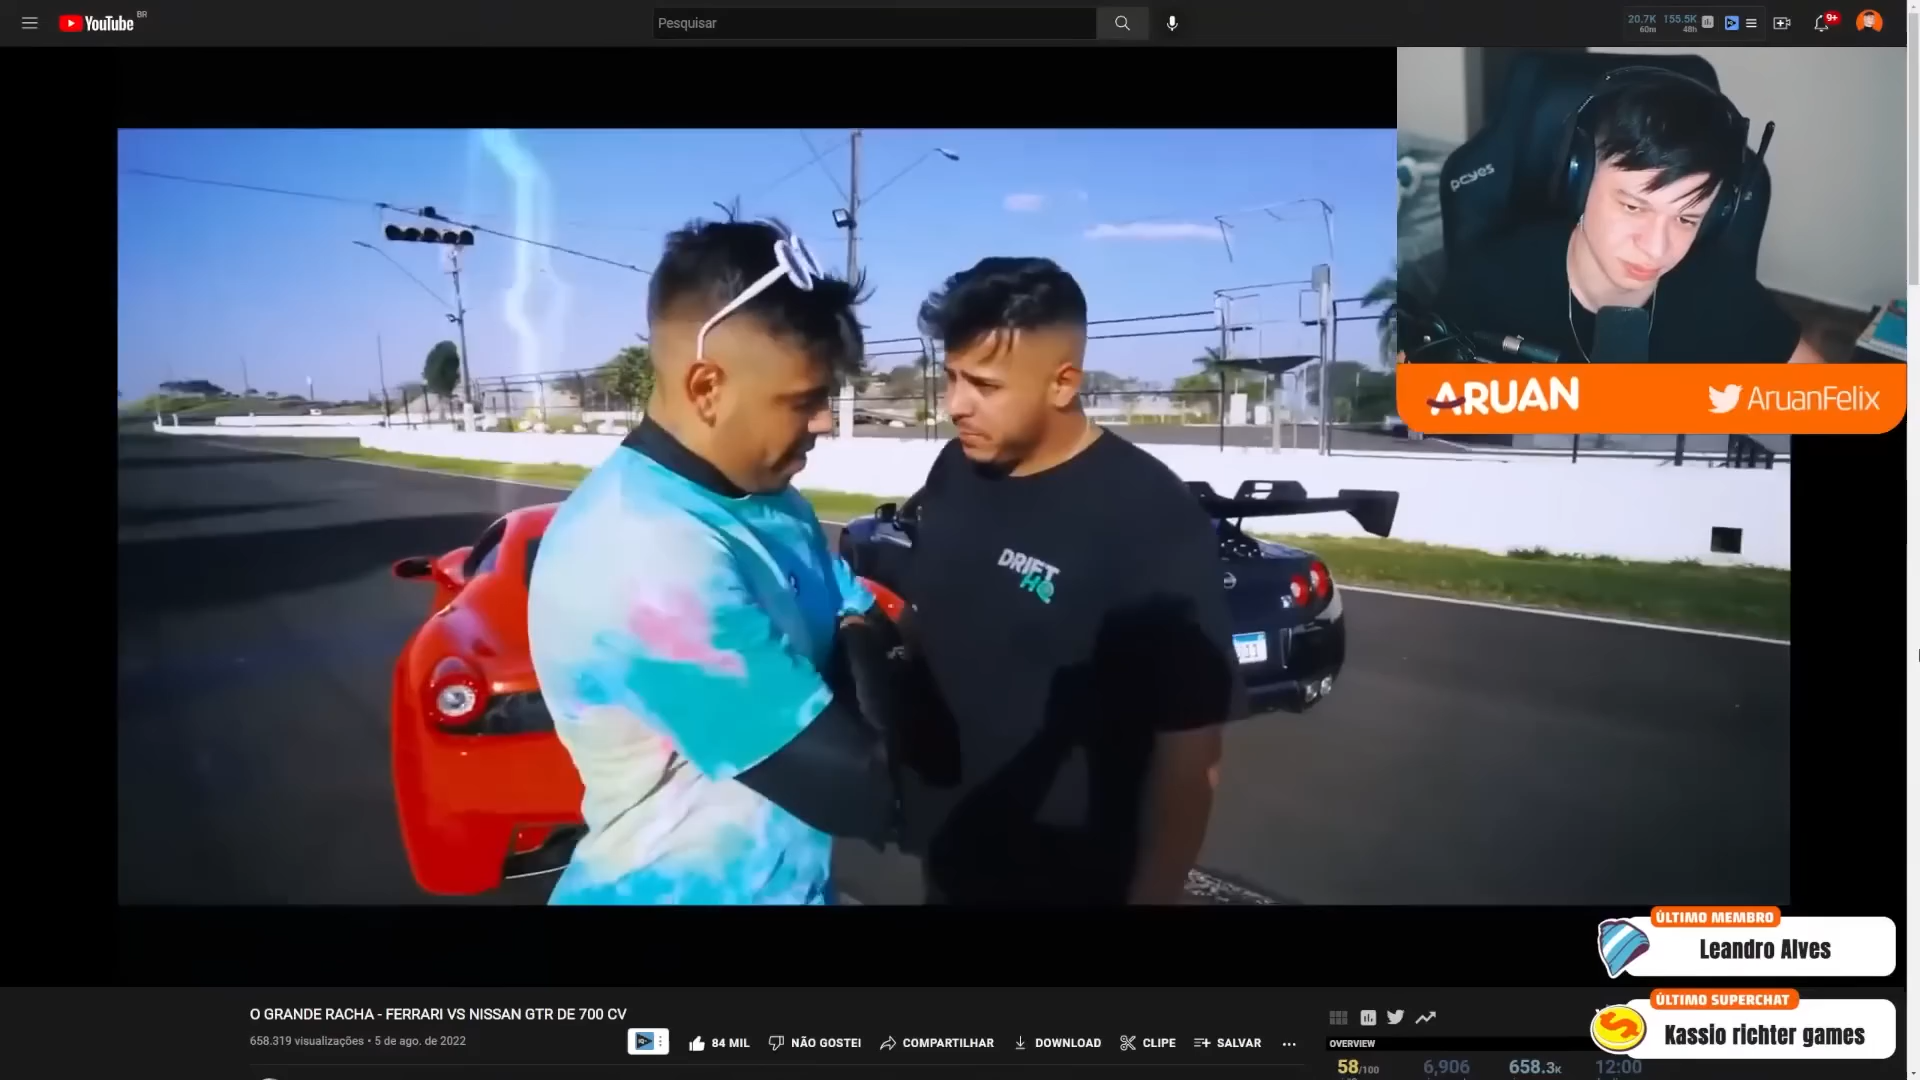 YouTube BR
Pesquisar
20.7K 155.5K
60m 48h
9+
pcyes
ARUAN
AruanFelix
DRIFT
HQ
ÚLTIMO MEMBRO
Leandro Alves
ÚLTIMO SUPERCHAT
Kassio richter games
O GRANDE RACHA - FERRARI VS NISSAN GTR DE 700 CV
658.319 visualizações • 5 de ago. de 2022
84 MIL
NÃO GOSTEI
COMPARTILHAR
DOWNLOAD
CLIPE
SALVAR
OVERVIEW
58/100 6,906 658.3K 12:00